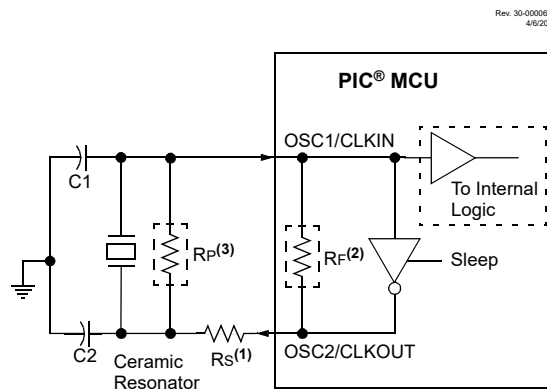 Rev. 30-00006
4/6/20
PIC® MCU
OSC1/CLKIN
C1
To Internal
Logic
RP(3)
RF(2)
Sleep
C2
Ceramic
Resonator
RS(1)
OSC2/CLKOUT